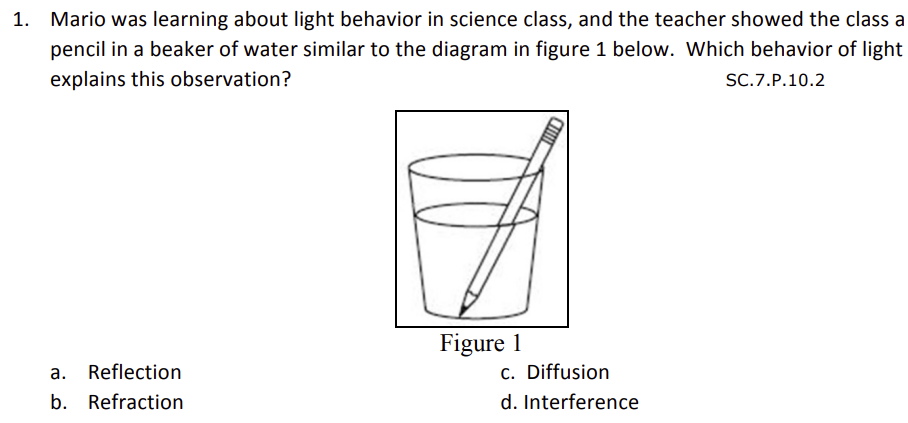 1. Mario was learning about light behavior in science class, and the teacher showed the class a
pencil in a beaker of water similar to the diagram in figure 1 below. Which behavior of light
explains this observation? SC.7.P.10.2
Figure 1
a. Reflection
b. Refraction
c. Diffusion
d. Interference